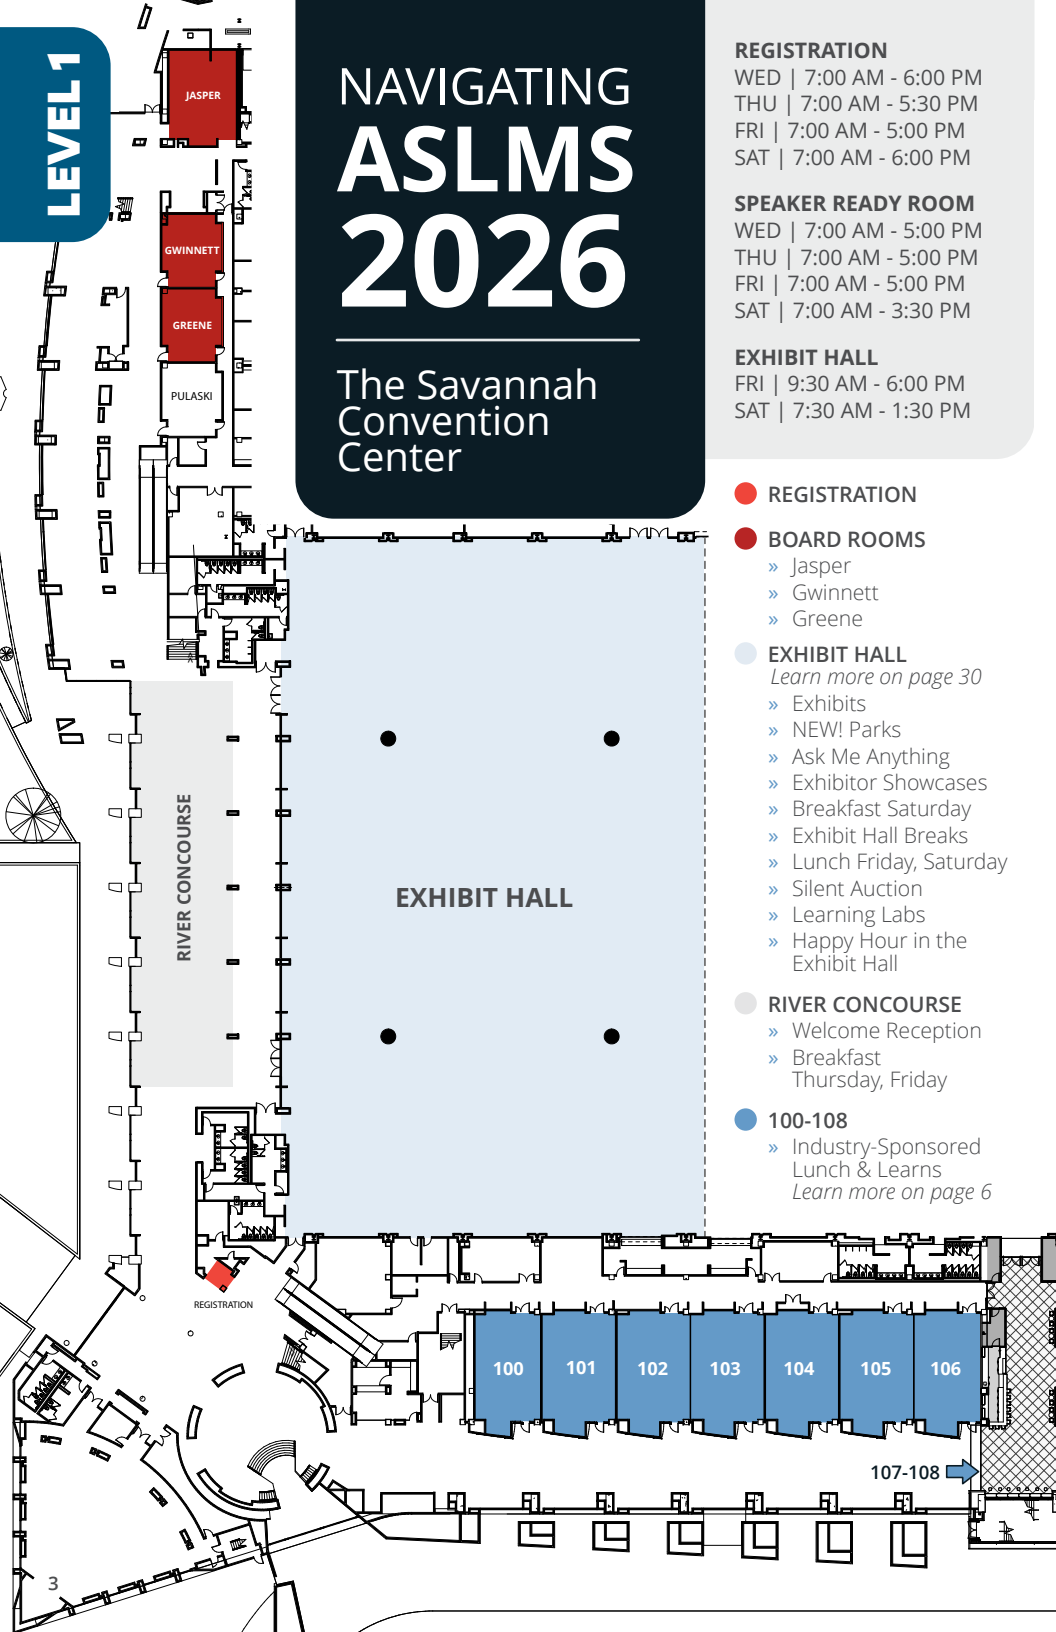 LEVEL 1
NAVIGATING
ASLMS
2026
The Savannah
Convention
Center
REGISTRATION
WED | 7:00 AM - 6:00 PM
THU | 7:00 AM - 5:30 PM
FRI | 7:00 AM - 5:00 PM
SAT | 7:00 AM - 6:00 PM
SPEAKER READY ROOM
WED | 7:00 AM - 5:00 PM
THU | 7:00 AM - 5:00 PM
FRI | 7:00 AM - 5:00 PM
SAT | 7:00 AM - 3:30 PM
EXHIBIT HALL
FRI | 9:30 AM - 6:00 PM
SAT | 7:30 AM - 1:30 PM
REGISTRATION
BOARD ROOMS
» Jasper
» Gwinnett
» Greene
EXHIBIT HALL
Learn more on page 30
» Exhibits
» NEW! Parks
» Ask Me Anything
» Exhibitor Showcases
» Breakfast Saturday
» Exhibit Hall Breaks
» Lunch Friday, Saturday
» Silent Auction
» Learning Labs
» Happy Hour in the
Exhibit Hall
RIVER CONCOURSE
» Welcome Reception
» Breakfast
Thursday, Friday
100-108
» Industry-Sponsored
Lunch & Learns
Learn more on page 6
JASPER
GWINNETT
GREENE
PULASKI
RIVER CONCOURSE
EXHIBIT HALL
REGISTRATION
100
101
102
103
104
105
106
107-108
3